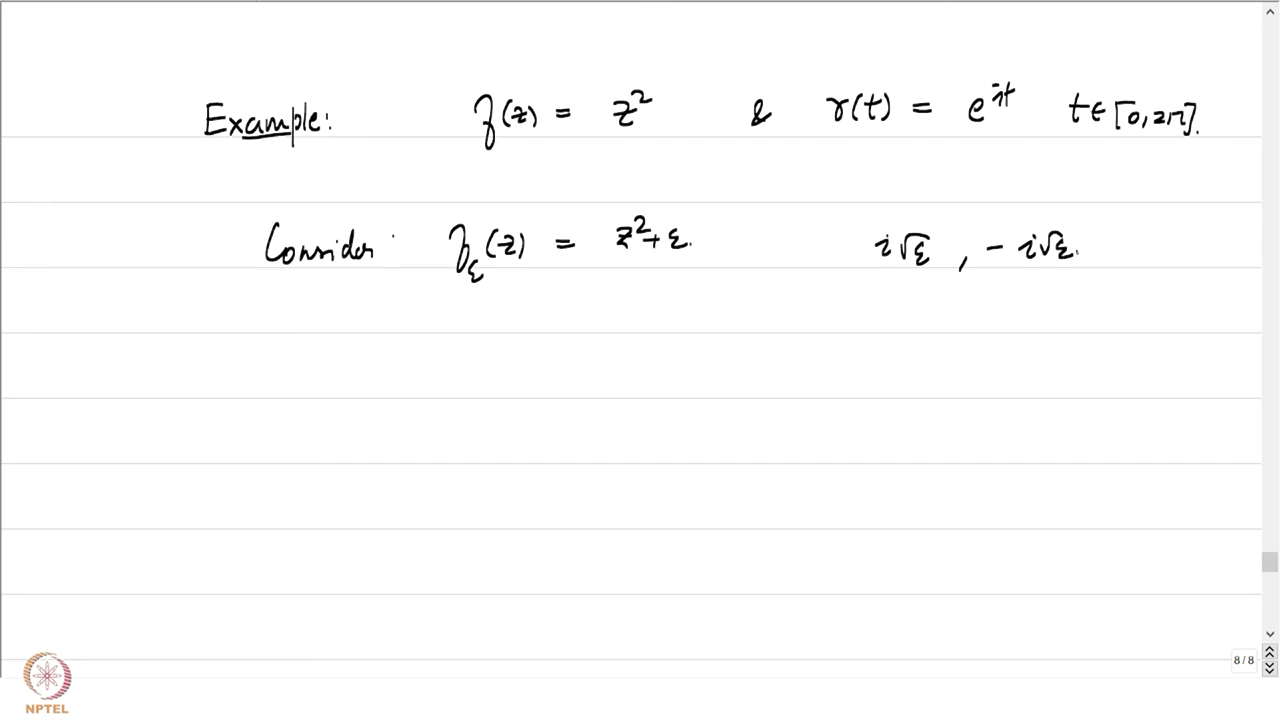 Example: f(z) = z² & γ(t) = e^{it} t ∈ [0, 2π].
Consider f_ε(z) = z² + ε. i√ε , - i√ε.
8 / 8
NPTEL